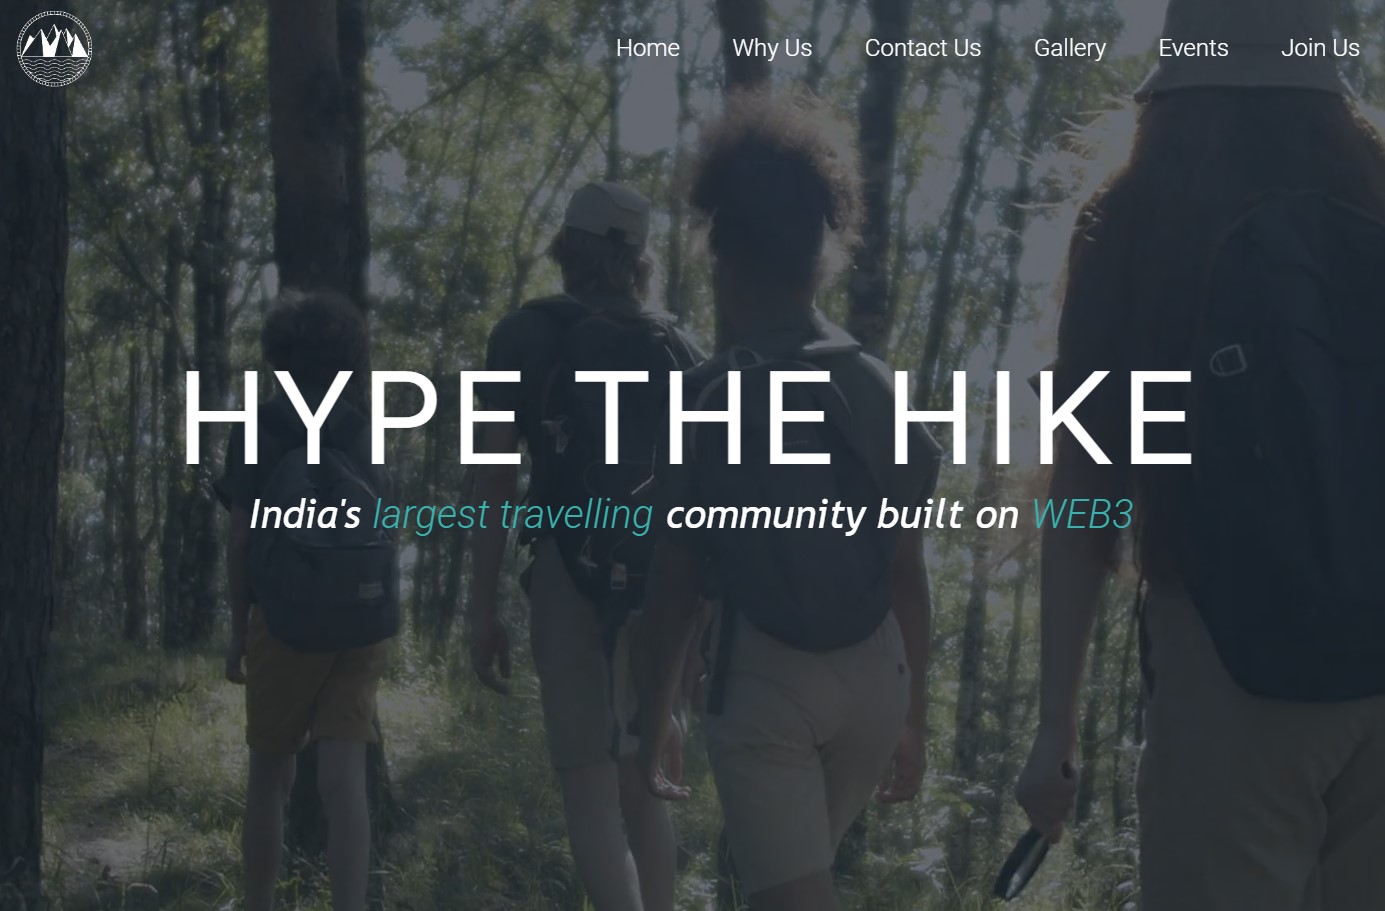 Home Why Us Contact Us Gallery Events Join Us
HYPE THE HIKE
India's largest travelling community built on WEB3